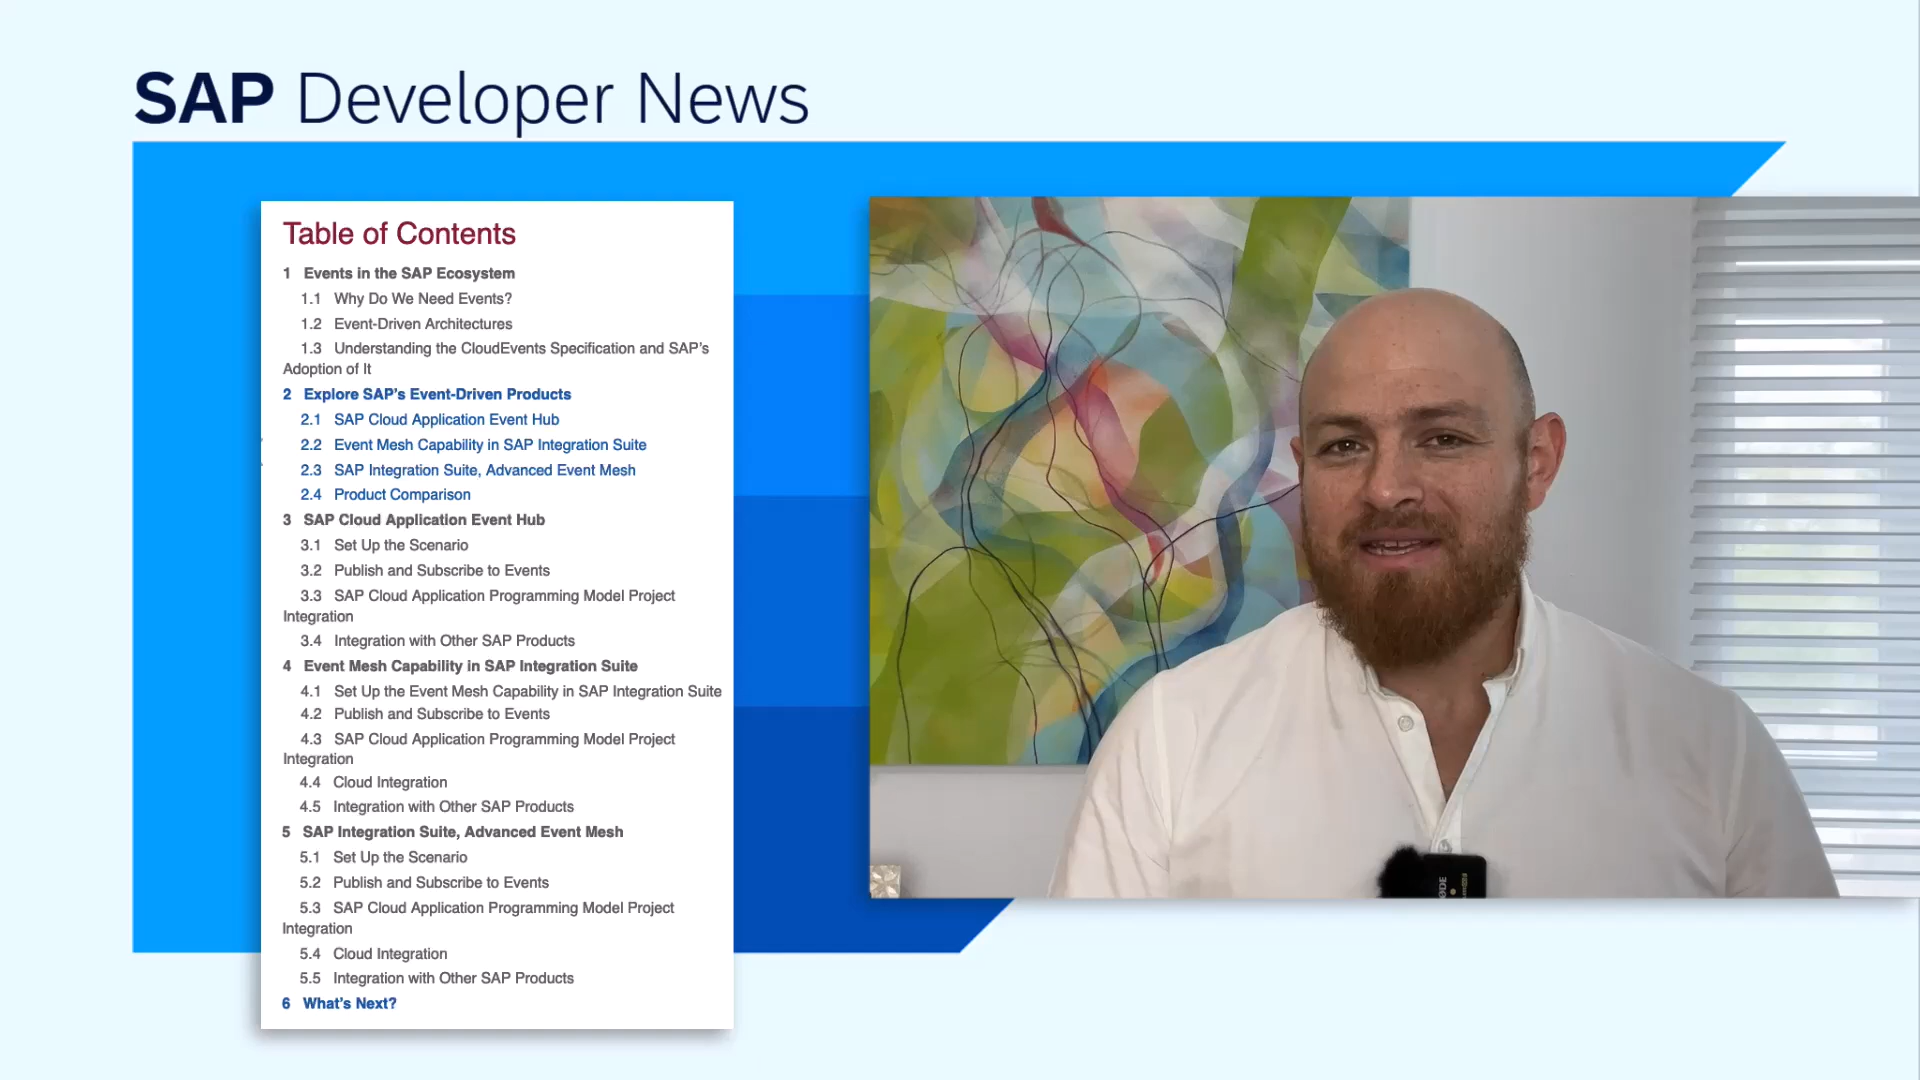 SAP Developer News
Table of Contents
1 Events in the SAP Ecosystem
1.1 Why Do We Need Events?
1.2 Event-Driven Architectures
1.3 Understanding the CloudEvents Specification and SAP's
Adoption of It
2 Explore SAP's Event-Driven Products
2.1 SAP Cloud Application Event Hub
2.2 Event Mesh Capability in SAP Integration Suite
2.3 SAP Integration Suite, Advanced Event Mesh
2.4 Product Comparison
3 SAP Cloud Application Event Hub
3.1 Set Up the Scenario
3.2 Publish and Subscribe to Events
3.3 SAP Cloud Application Programming Model Project
Integration
3.4 Integration with Other SAP Products
4 Event Mesh Capability in SAP Integration Suite
4.1 Set Up the Event Mesh Capability in SAP Integration Suite
4.2 Publish and Subscribe to Events
4.3 SAP Cloud Application Programming Model Project
Integration
4.4 Cloud Integration
4.5 Integration with Other SAP Products
5 SAP Integration Suite, Advanced Event Mesh
5.1 Set Up the Scenario
5.2 Publish and Subscribe to Events
5.3 SAP Cloud Application Programming Model Project
Integration
5.4 Cloud Integration
5.5 Integration with Other SAP Products
6 What's Next?